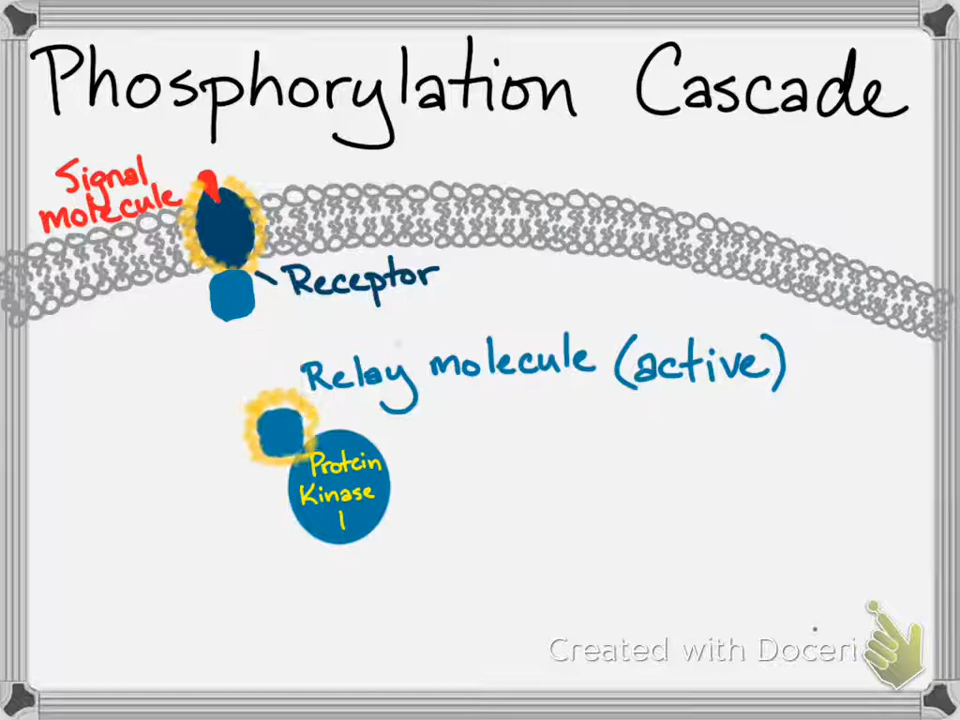 Phosphorylation Cascade
Signal
molecule
Receptor
Relay molecule (active)
Protein
Kinase
1
Created with Doceri